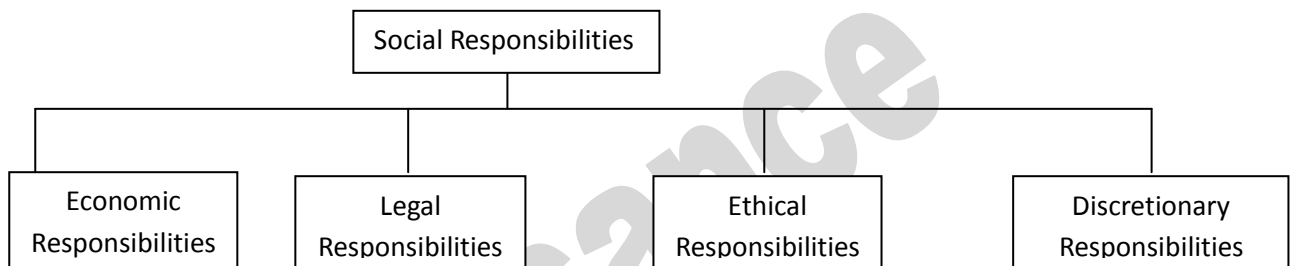 Social Responsibilities
Economic
Responsibilities
Legal
Responsibilities
Ethical
Responsibilities
Discretionary
Responsibilities